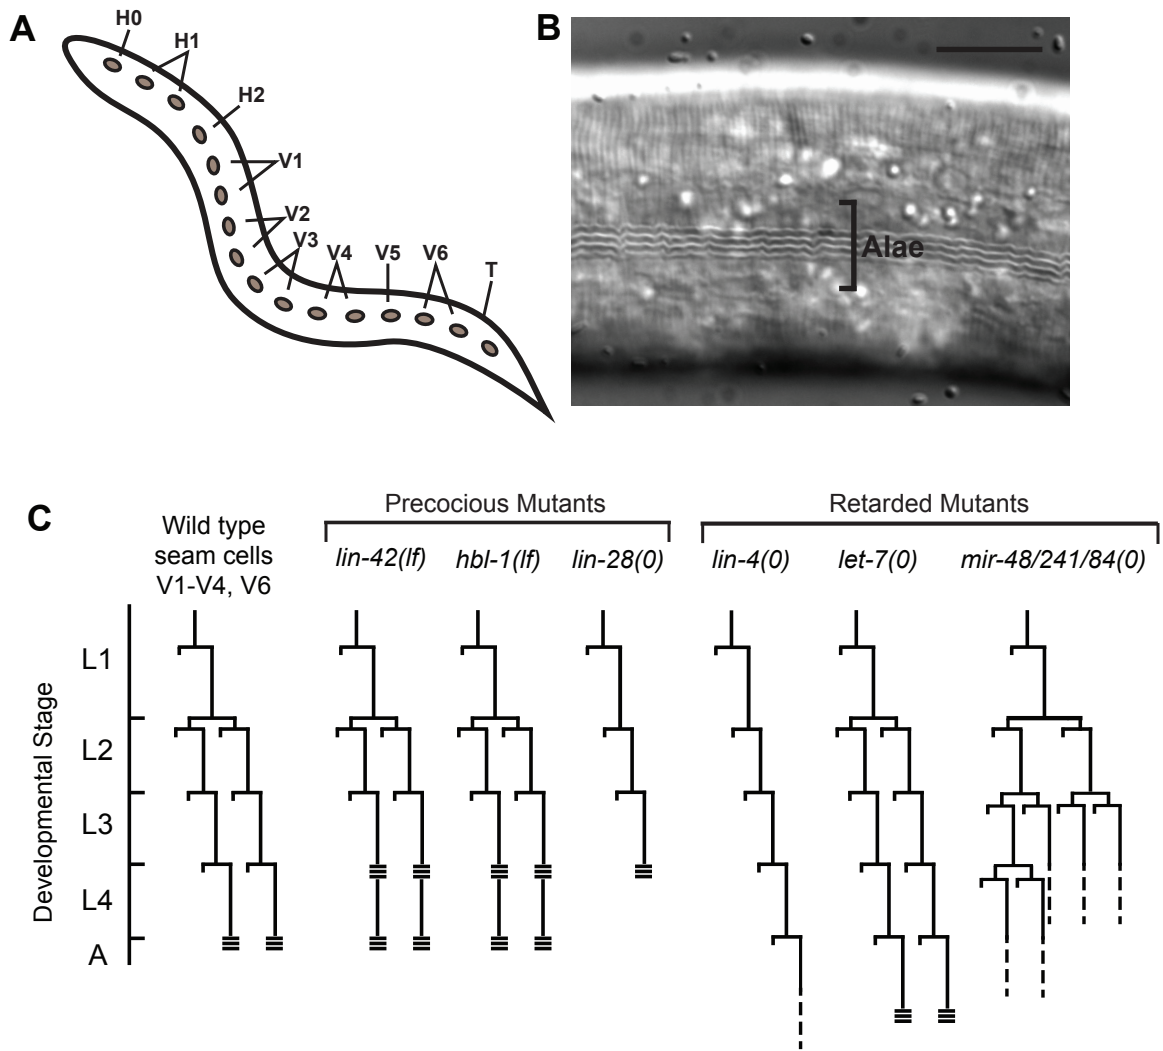 A
H0
H1
H2
V1
V2
V3
V4
V5
V6
T
B
Alae
C
Wild type
seam cells
V1-V4, V6
Precocious Mutants
lin-42(lf)
hbl-1(lf)
lin-28(0)
Retarded Mutants
lin-4(0)
let-7(0)
mir-48/241/84(0)
Developmental Stage
L1
L2
L3
L4
A